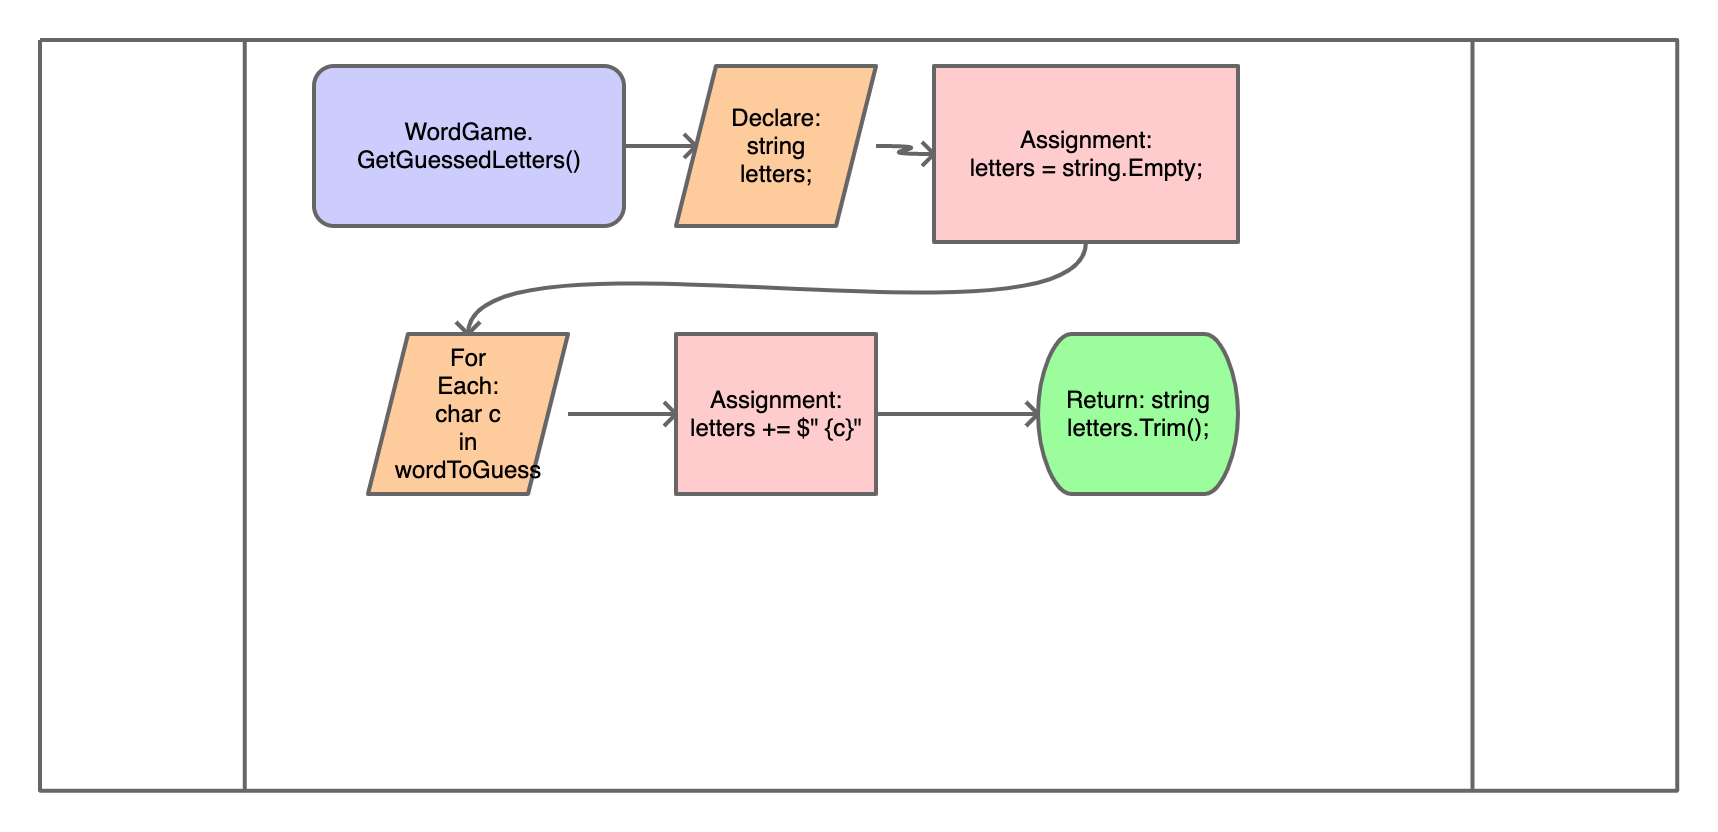 WordGame.
GetGuessedLetters()
Declare:
string
letters;
Assignment:
letters = string.Empty;
For
Each:
char c
in
wordToGuess
Assignment:
letters += $" {c}"
Return: string
letters.Trim();